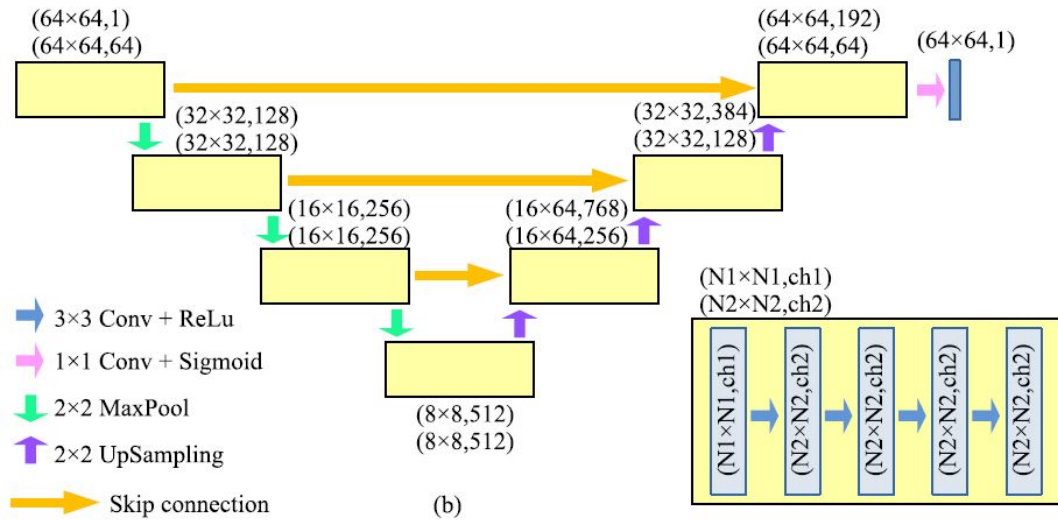 (64×64,1)
(64×64,64)
(64×64,192)
(64×64,64)
(64×64,1)
(32×32,128)
(32×32,128)
(32×32,384)
(32×32,128)
(16×16,256)
(16×16,256)
(16×64,768)
(16×64,256)
(8×8,512)
(8×8,512)
3×3 Conv + ReLu
1×1 Conv + Sigmoid
2×2 MaxPool
2×2 UpSampling
Skip connection
(b)
(N1×N1,ch1)
(N2×N2,ch2)
(N1×N1,ch1)
(N2×N2,ch2)
(N2×N2,ch2)
(N2×N2,ch2)
(N2×N2,ch2)